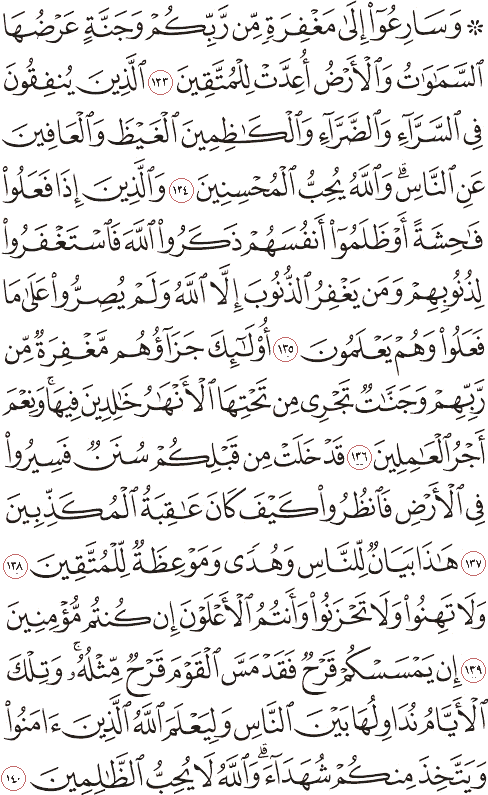 ۞ وَسَارِعُوٓا۟ إِلَىٰ مَغْفِرَةٍ مِّن رَّبِّكُمْ وَجَنَّةٍ عَرْضُهَا
ٱلسَّمَٰوَٰتُ وَٱلْأَرْضُ أُعِدَّتْ لِلْمُتَّقِينَ ١٣٣ ٱلَّذِينَ يُنفِقُونَ
فِى ٱلسَّرَّآءِ وَٱلضَّرَّآءِ وَٱلْكَٰظِمِينَ ٱلْغَيْظَ وَٱلْعَافِينَ
عَنِ ٱلنَّاسِ ۗ وَٱللَّهُ يُحِبُّ ٱلْمُحْسِنِينَ ١٣٤ وَٱلَّذِينَ إِذَا فَعَلُوا۟
فَٰحِشَةً أَوْ ظَلَمُوٓا۟ أَنفُسَهُمْ ذَكَرُوا۟ ٱللَّهَ فَٱسْتَغْفَرُوا۟
لِذُنُوبِهِمْ وَمَن يَغْفِرُ ٱلذُّنُوبَ إِلَّا ٱللَّهُ وَلَمْ يُصِرُّوا۟ عَلَىٰ مَا
فَعَلُوا۟ وَهُمْ يَعْلَمُونَ ١٣٥ أُو۟لَٰٓئِكَ جَزَآؤُهُم مَّغْفِرَةٌ مِّن
رَّبِّهِمْ وَجَنَّٰتٌ تَجْرِى مِن تَحْتِهَا ٱلْأَنْهَٰرُ خَٰلِدِينَ فِيهَا ۚ وَنِعْمَ
أَجْرُ ٱلْعَٰمِلِينَ ١٣٦ قَدْ خَلَتْ مِن قَبْلِكُمْ سُنَنٌ فَسِيرُوا۟
فِى ٱلْأَرْضِ فَٱنظُرُوا۟ كَيْفَ كَانَ عَٰقِبَةُ ٱلْمُكَذِّبِينَ
١٣٧ هَٰذَا بَيَانٌ لِّلنَّاسِ وَهُدًى وَمَوْعِظَةٌ لِّلْمُتَّقِينَ ١٣٨
وَلَا تَهِنُوا۟ وَلَا تَحْزَنُوا۟ وَأَنتُمُ ٱلْأَعْلَوْنَ إِن كُنتُم مُّؤْمِنِينَ
١٣٩ إِن يَمْسَسْكُمْ قَرْحٌ فَقَدْ مَسَّ ٱلْقَوْمَ قَرْحٌ مِّثْلُهُۥ ۚ وَتِلْكَ
ٱلْأَيَّامُ نُدَاوِلُهَا بَيْنَ ٱلنَّاسِ وَلِيَعْلَمَ ٱللَّهُ ٱلَّذِينَ ءَامَنُوا۟
وَيَتَّخِذَ مِنكُمْ شُهَدَآءَ ۗ وَٱللَّهُ لَا يُحِبُّ ٱلظَّٰلِمِينَ ١٤٠